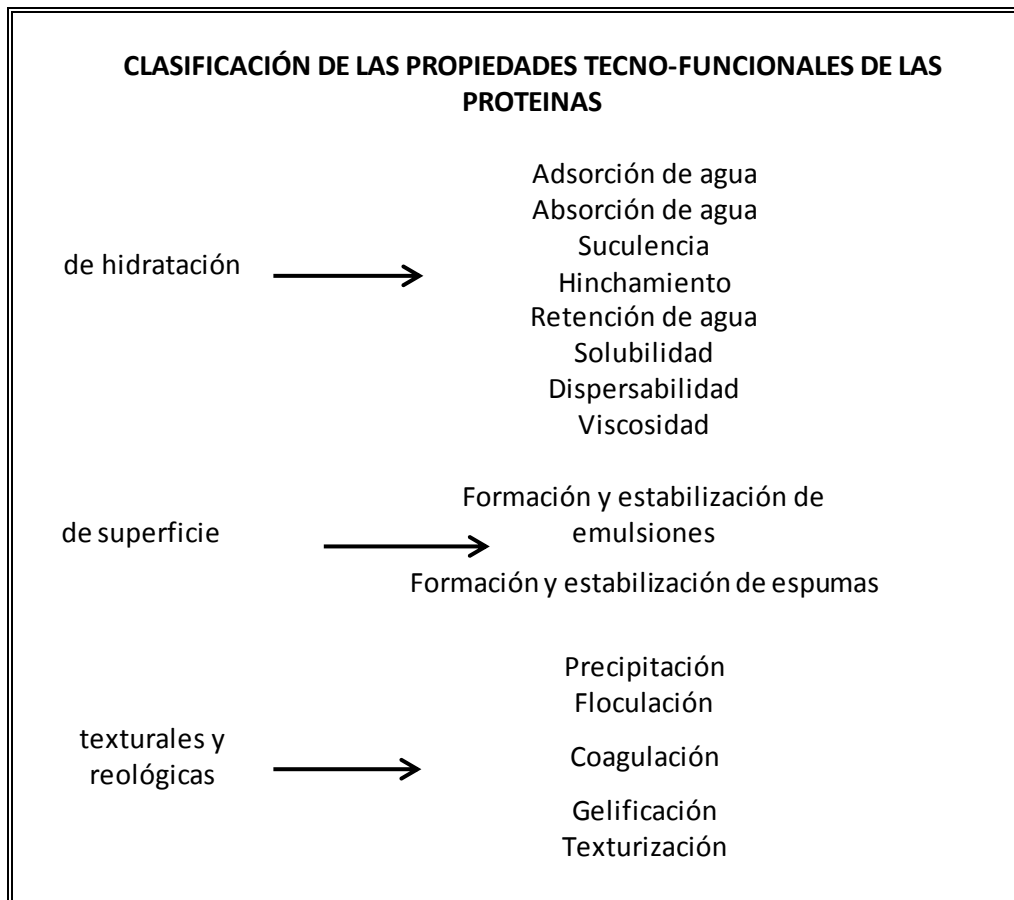 CLASIFICACIÓN DE LAS PROPIEDADES TECNO-FUNCIONALES DE LAS
PROTEINAS
de hidratación
Adsorción de agua
Absorción de agua
Suculencia
Hinchamiento
Retención de agua
Solubilidad
Dispersabilidad
Viscosidad
de superficie
Formación y estabilización de
emulsiones
Formación y estabilización de espumas
texturales y
reológicas
Precipitación
Floculación
Coagulación
Gelificación
Texturización